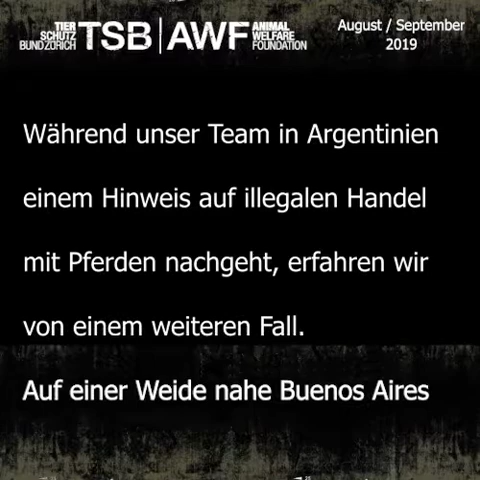 TIER
SCHUTZ
BUND ZÜRICH
TSB | AWF
ANIMAL
WELFARE
FOUNDATION
August / September
2019
Während unser Team in Argentinien
einem Hinweis auf illegalen Handel
mit Pferden nachgeht, erfahren wir
von einem weiteren Fall.
Auf einer Weide nahe Buenos Aires